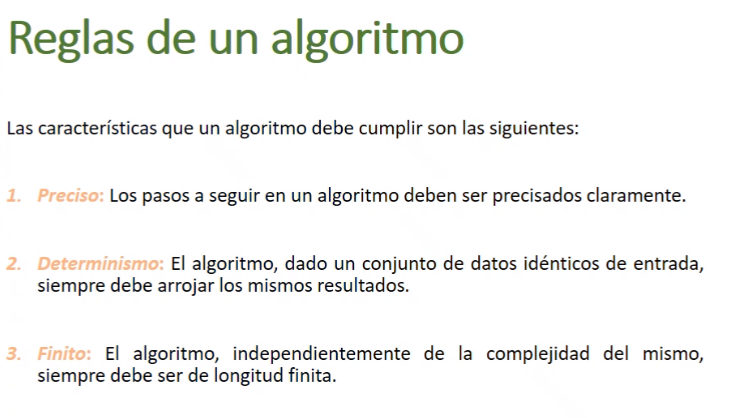 Reglas de un algoritmo
Las características que un algoritmo debe cumplir son las siguientes:
1. Preciso: Los pasos a seguir en un algoritmo deben ser precisados claramente.
2. Determinismo: El algoritmo, dado un conjunto de datos idénticos de entrada,
siempre debe arrojar los mismos resultados.
3. Finito: El algoritmo, independientemente de la complejidad del mismo,
siempre debe ser de longitud finita.